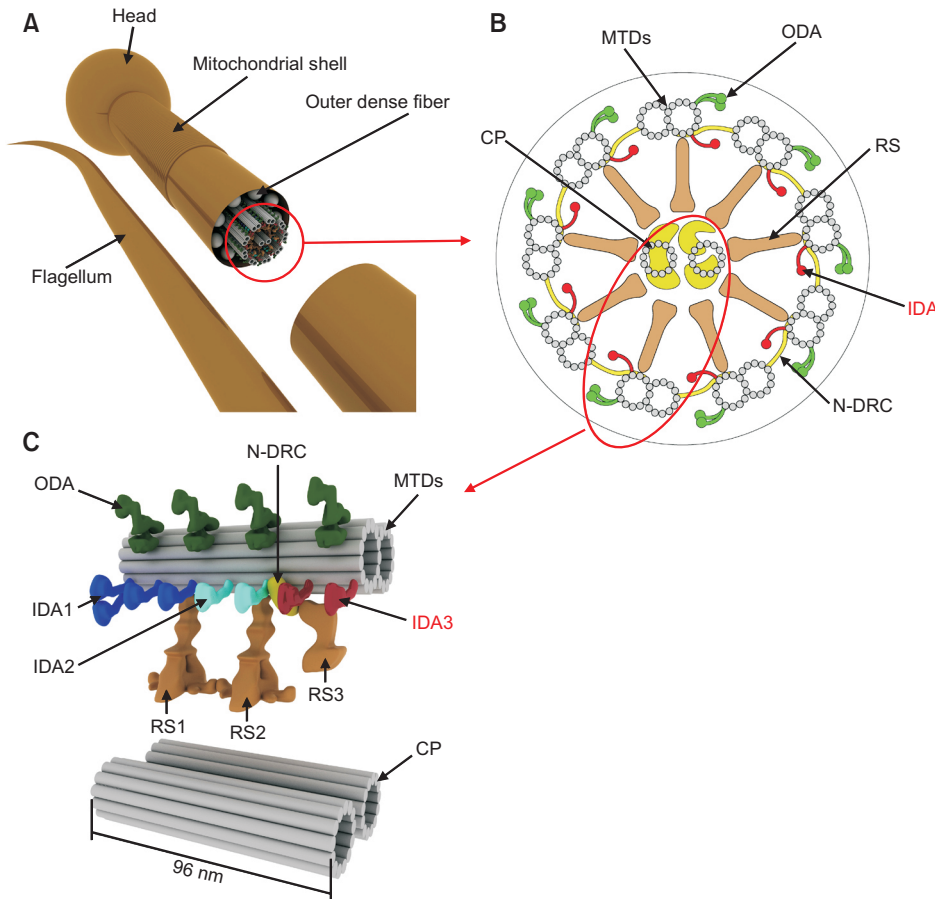 A
Head
Mitochondrial shell
Outer dense fiber
Flagellum
B
MTDs
ODA
CP
RS
IDA
N-DRC
C
N-DRC
ODA
MTDs
IDA1
IDA3
IDA2
RS3
RS1
RS2
CP
96 nm